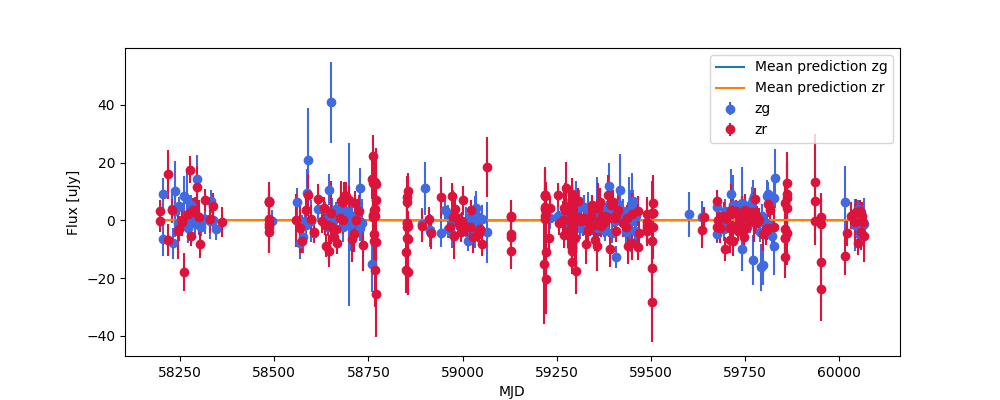 Mean prediction zg
Mean prediction zr
zg
zr
Flux [uJy]
40
20
0
−20
−40
58250
58500
58750
59000
59250
59500
59750
60000
MJD